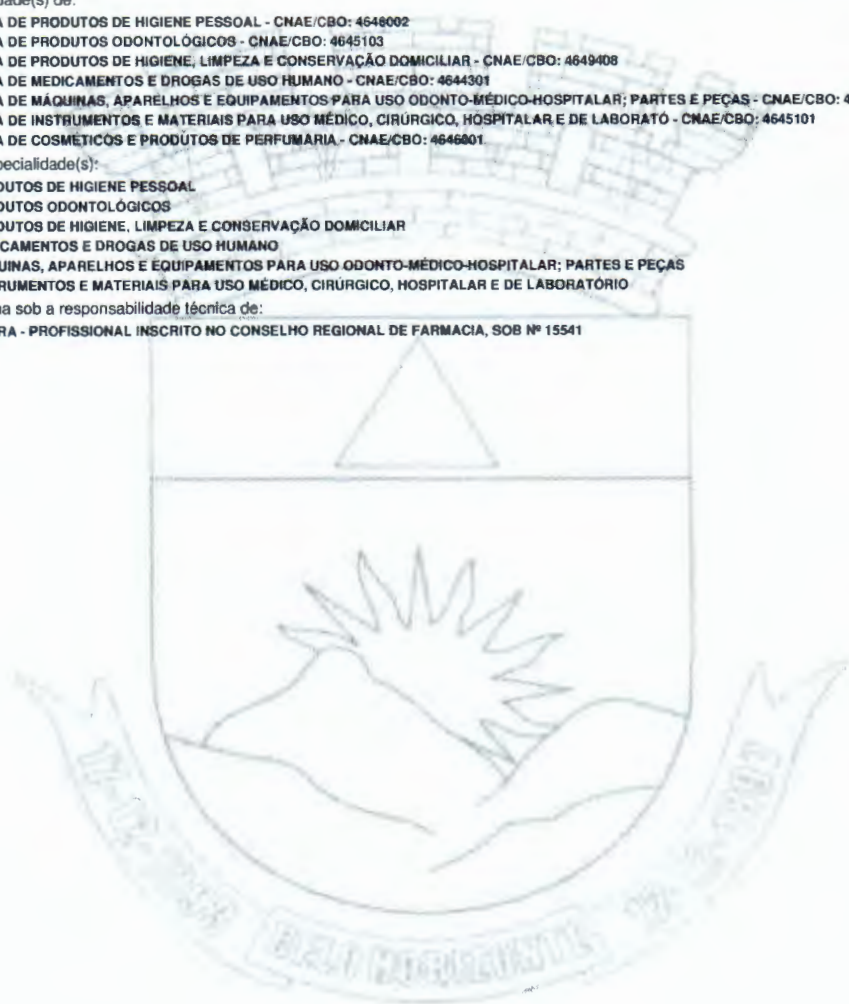 dade(s) de:
A DE PRODUTOS DE HIGIENE PESSOAL - CNAE/CBO: 4646002
A DE PRODUTOS ODONTOLÓGICOS - CNAE/CBO: 4645103
A DE PRODUTOS DE HIGIENE, LIMPEZA E CONSERVAÇÃO DOMICILIAR - CNAE/CBO: 4649408
A DE MEDICAMENTOS E DROGAS DE USO HUMANO - CNAE/CBO: 4644301
A DE MÁQUINAS, APARELHOS E EQUIPAMENTOS PARA USO ODONTO-MÉDICO-HOSPITALAR; PARTES E PEÇAS - CNAE/CBO: 4
A DE INSTRUMENTOS E MATERIAIS PARA USO MÉDICO, CIRÚRGICO, HOSPITALAR E DE LABORATÓ - CNAE/CBO: 4645101
A DE COSMÉTICOS E PRODUTOS DE PERFUMARIA - CNAE/CBO: 4646001
pecialidade(s):
DUTOS DE HIGIENE PESSOAL
DUTOS ODONTOLÓGICOS
DUTOS DE HIGIENE, LIMPEZA E CONSERVAÇÃO DOMICILIAR
ICAMENTOS E DROGAS DE USO HUMANO
UINAS, APARELHOS E EQUIPAMENTOS PARA USO ODONTO-MÉDICO-HOSPITALAR; PARTES E PEÇAS
RUMENTOS E MATERIAIS PARA USO MÉDICO, CIRÚRGICO, HOSPITALAR E DE LABORATÓRIO
na sob a responsabilidade técnica de:
RA - PROFISSIONAL INSCRITO NO CONSELHO REGIONAL DE FARMACIA, SOB Nº 15541
BELO HORIZONTE